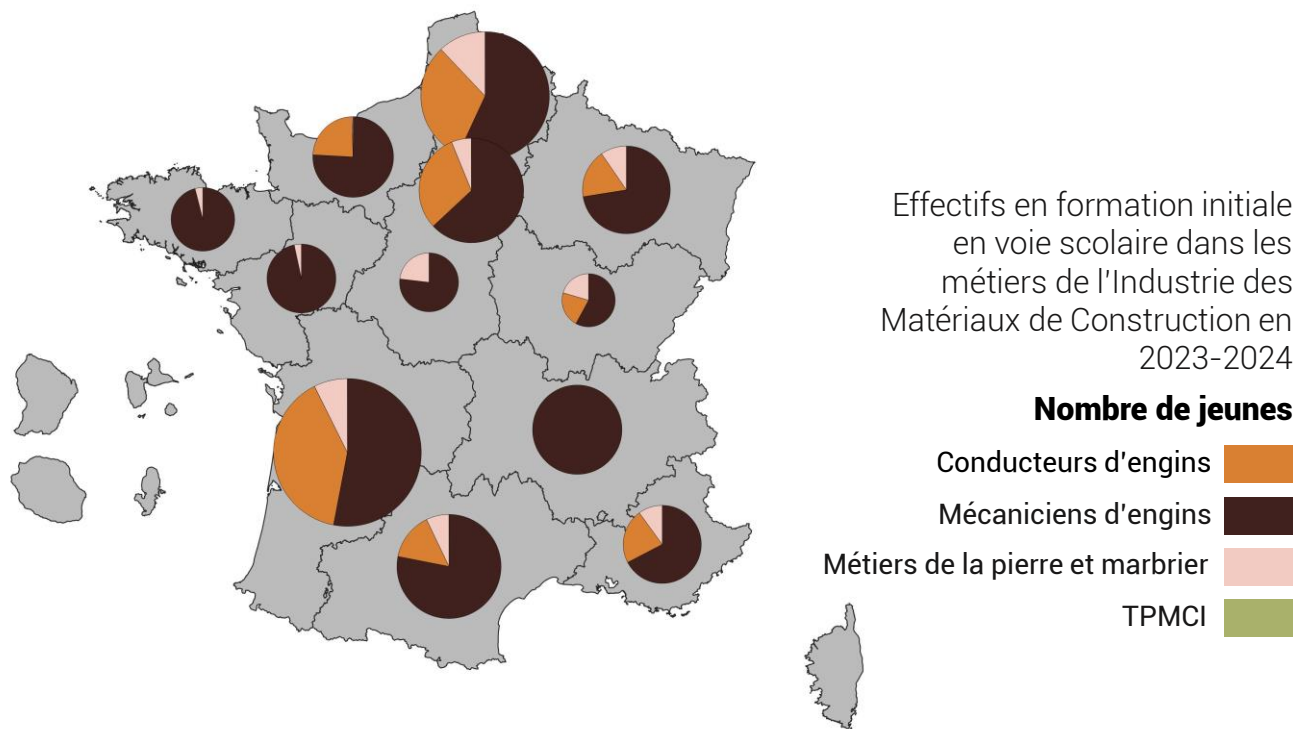 Effectifs en formation initiale
en voie scolaire dans les
métiers de l'Industrie des
Matériaux de Construction en
2023-2024
Nombre de jeunes
Conducteurs d'engins
Mécaniciens d'engins
Métiers de la pierre et marbrier
TPMCI